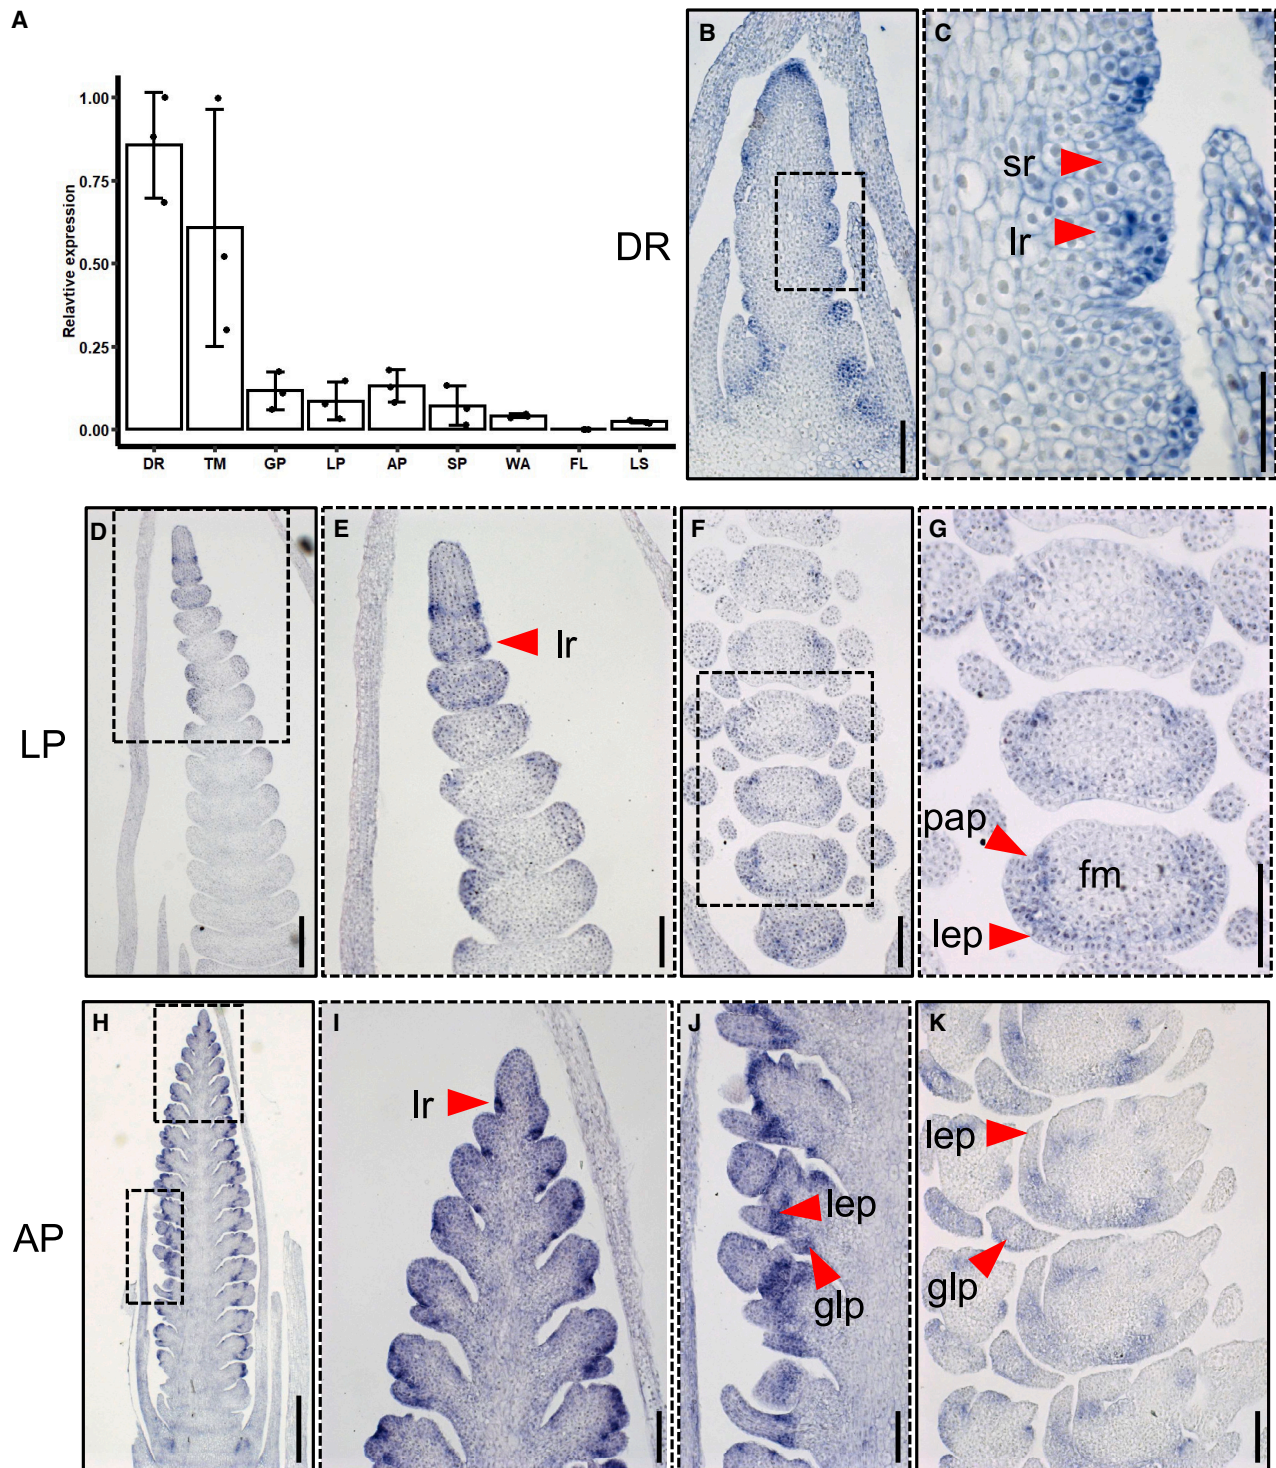 A
Relavtive expression
1.00
0.75
0.50
0.25
0.00
DR TM GP LP AP SP WA FL LS
DR
B
C
sr
lr
LP
D
E
lr
F
G
pap
fm
lep
AP
H
I
lr
J
lep
glp
K
lep
glp